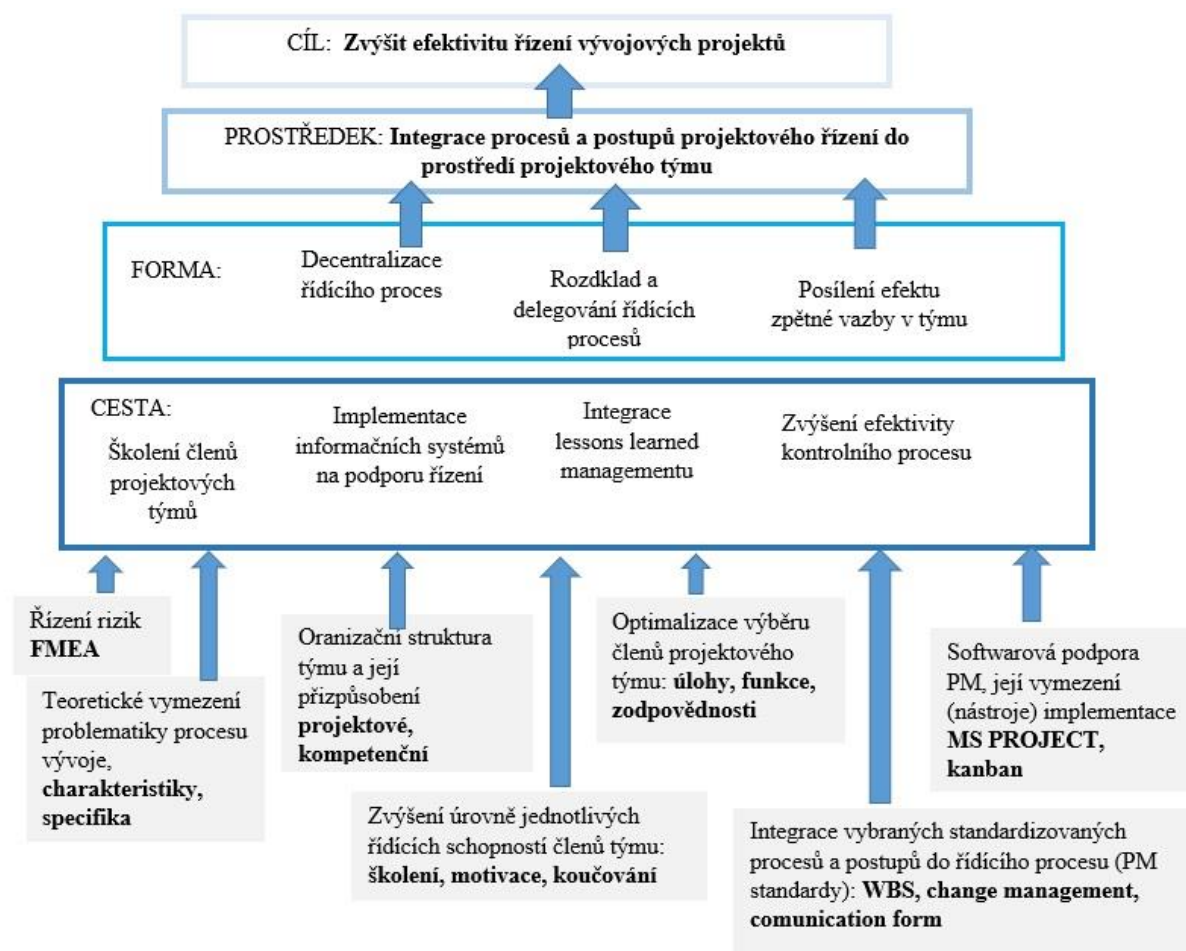 CÍL: Zvýšit efektivitu řízení vývojových projektů
PROSTŘEDEK: Integrace procesů a postupů projektového řízení do
prostředí projektového týmu
FORMA:
Decentralizace
řídícího proces
Rozdklad a
delegování řídících
procesů
Posílení efektu
zpětné vazby v týmu
CESTA:
Školení členů
projektových
týmů
Implementace
informačních systémů
na podporu řízení
Integrace
lessons learned
managementu
Zvýšení efektivity
kontrolního procesu
Řízení rizik
FMEA
Teoretické vymezení
problematiky procesu
vývoje,
charakteristiky,
specifika
Oranizační struktura
týmu a její
přizpůsobení
projektové,
kompetenční
Zvýšení úrovně jednotlivých
řídících schopností členů týmu:
školení, motivace, koučování
Optimalizace výběru
členů projektového
týmu: úlohy, funkce,
zodpovědnosti
Integrace vybraných standardizovaných
procesů a postupů do řídícího procesu (PM
standardy): WBS, change management,
comunication form
Softwarová podpora
PM, její vymezení
(nástroje) implementace
MS PROJECT,
kanban